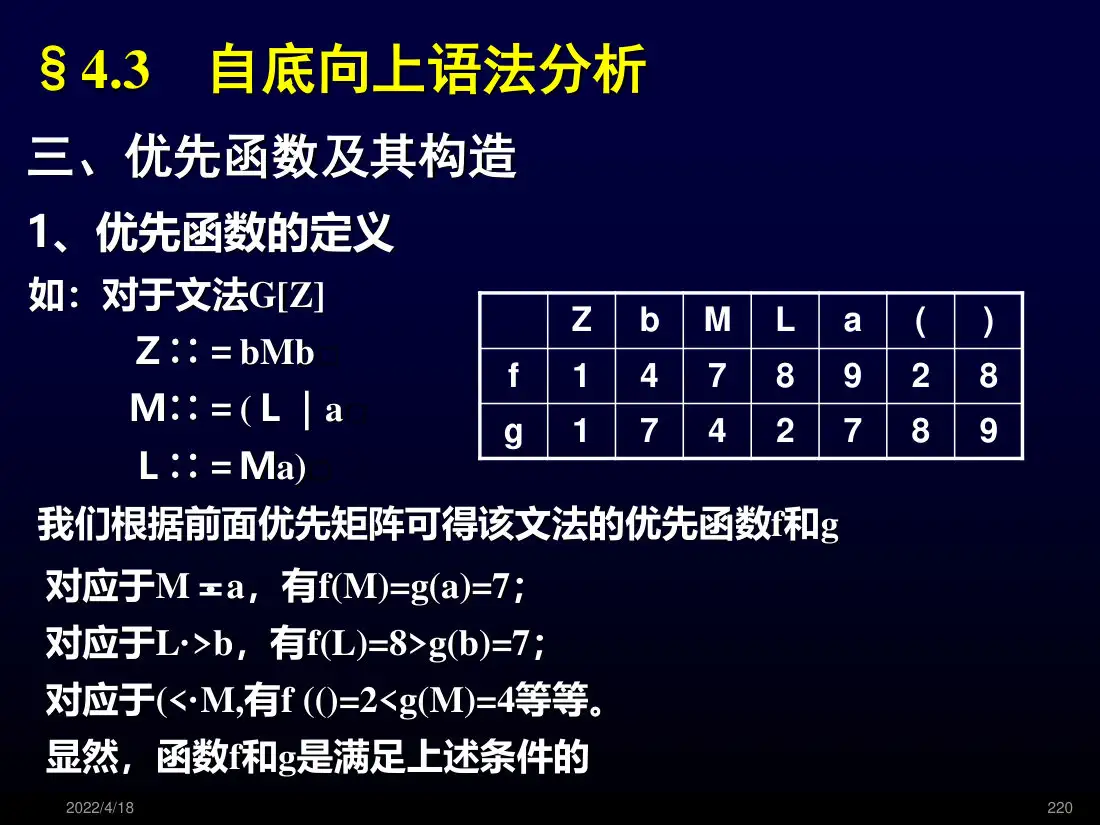 §4.3 自底向上语法分析
三、优先函数及其构造
1、优先函数的定义
如：对于文法G[Z]
Z∷=bMb
M∷=( L ｜a
L∷=Ma)
Z b M L a ( )
f 1 4 7 8 9 2 8
g 1 7 4 2 7 8 9
我们根据前面优先矩阵可得该文法的优先函数f和g
对应于M=a，有f(M)=g(a)=7；
对应于L·>b，有f(L)=8>g(b)=7；
对应于(<·M,有f (()=2<g(M)=4等等。
显然，函数f和g是满足上述条件的
2022/4/18
220